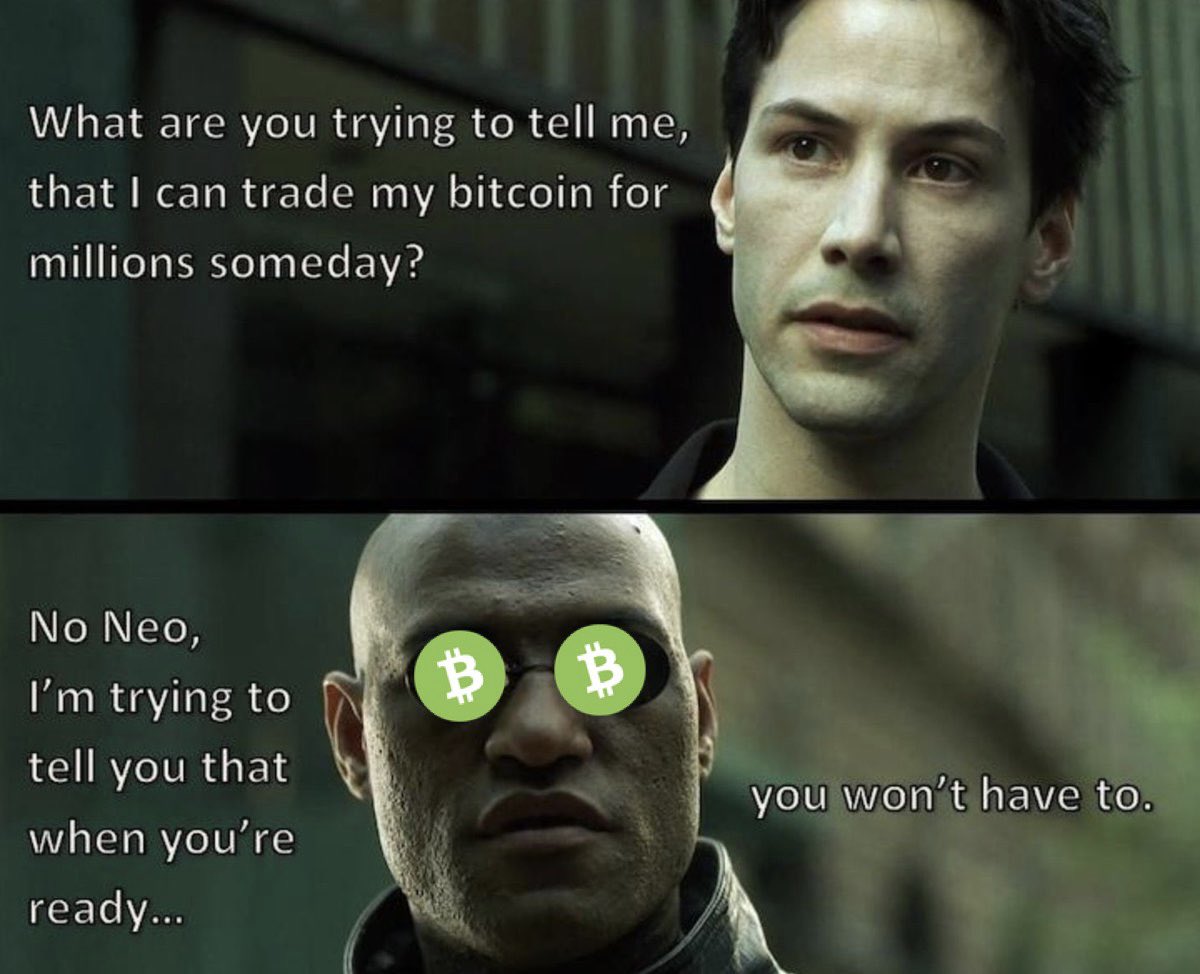 What are you trying to tell me,
that I can trade my bitcoin for
millions someday?
No Neo,
I'm trying to
tell you that
when you're
ready...
you won't have to.